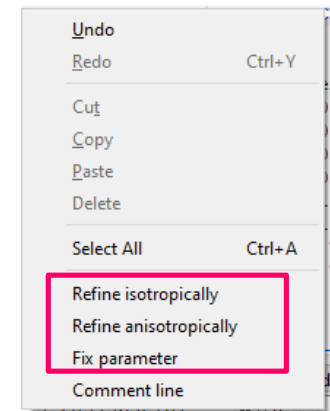 Undo
Redo Ctrl+Y
Cut
Copy
Paste
Delete
Select All Ctrl+A
Refine isotropically
Refine anisotropically
Fix parameter
Comment line